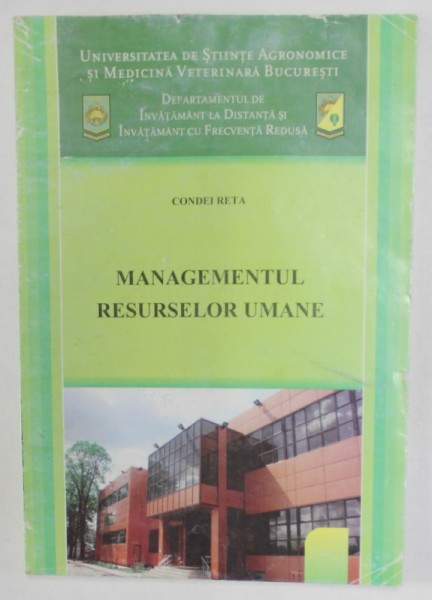 UNIVERSITATEA DE ȘTIINȚE AGRONOMICE
ȘI MEDICINĂ VETERINARĂ BUCUREȘTI
DEPARTAMENTUL DE
ÎNVĂȚĂMÂNT LA DISTANȚĂ ȘI
ÎNVĂȚĂMÂNT CU FRECVENȚĂ REDUSĂ
CONDEI RETA
MANAGEMENTUL
RESURSELOR UMANE